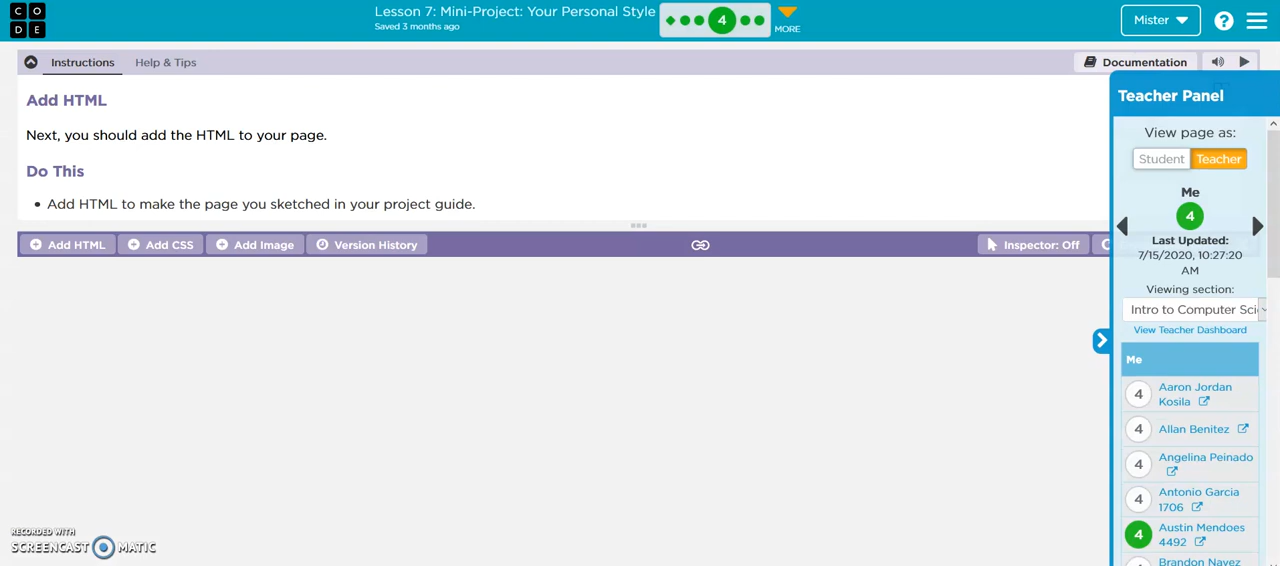 C O
D E
Lesson 7: Mini-Project: Your Personal Style
Saved 3 months ago
4
MORE
Mister
?
Instructions
Help & Tips
Documentation
Add HTML
Next, you should add the HTML to your page.
Do This
• Add HTML to make the page you sketched in your project guide.
Add HTML
Add CSS
Add Image
Version History
Inspector: Off
Teacher Panel
View page as:
Student
Teacher
Me
4
Last Updated:
7/15/2020, 10:27:20
AM
Viewing section:
Intro to Computer Sci
View Teacher Dashboard
Me
4
Aaron Jordan
Kosila
4
Allan Benitez
4
Angelina Peinado
4
Antonio Garcia
1706
4
Austin Mendoes
4492
Brandon Navez
RECORDED WITH
SCREENCAST MATIC